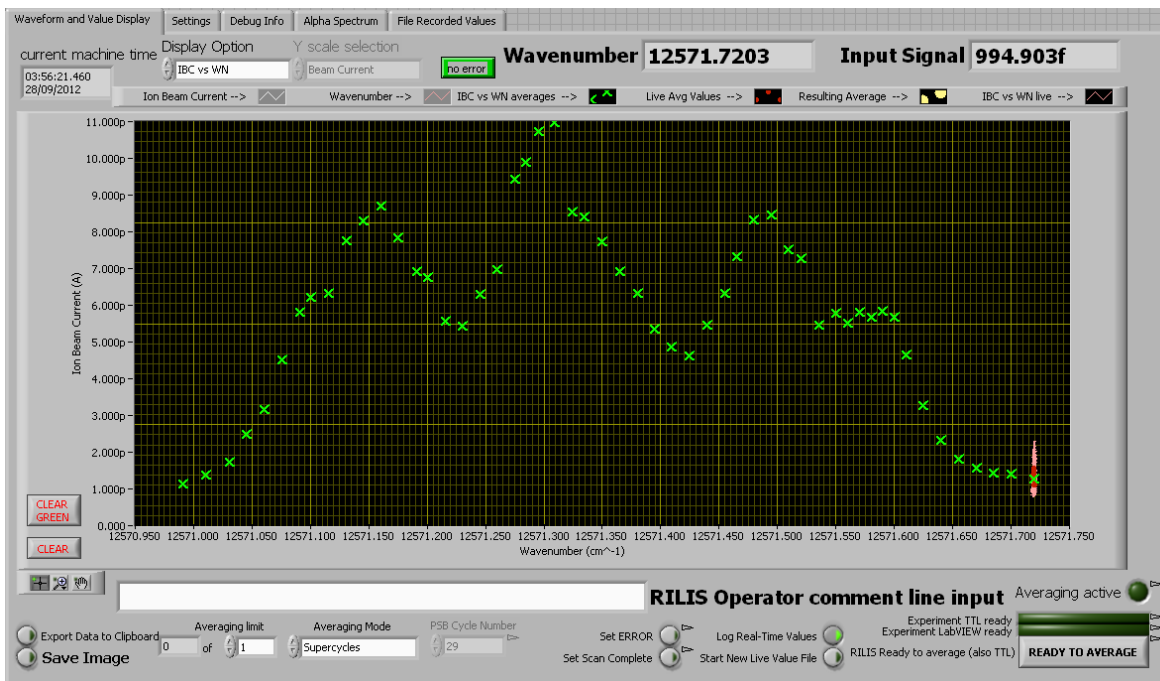 Waveform and Value Display Settings Debug Info Alpha Spectrum File Recorded Values
current machine time Display Option Y scale selection
03:56:21.460
28/09/2012
IBC vs WN Beam Current no error Wavenumber 12571.7203 Input Signal 994.903f
Ion Beam Current --> Wavenumber --> IBC vs WN averages --> Live Avg Values --> Resulting Average --> IBC vs WN live -->
11.000p
10.000p
9.000p
8.000p
7.000p
6.000p
5.000p
4.000p
3.000p
2.000p
1.000p
0.000
Ion Beam Current (A)
CLEAR
GREEN
CLEAR
12570.950 12571.000 12571.050 12571.100 12571.150 12571.200 12571.250 12571.300 12571.350 12571.400 12571.450 12571.500 12571.550 12571.600 12571.650 12571.700 12571.750
Wavenumber (cm^-1)
RILIS Operator comment line input Averaging active
Export Data to Clipboard
Save Image
0 of
Averaging limit
1
Averaging Mode
Supercycles
PSB Cycle Number
29
Set ERROR
Set Scan Complete
Log Real-Time Values
Start New Live Value File
Experiment TTL ready
Experiment LabVIEW ready
RILIS Ready to average (also TTL)
READY TO AVERAGE